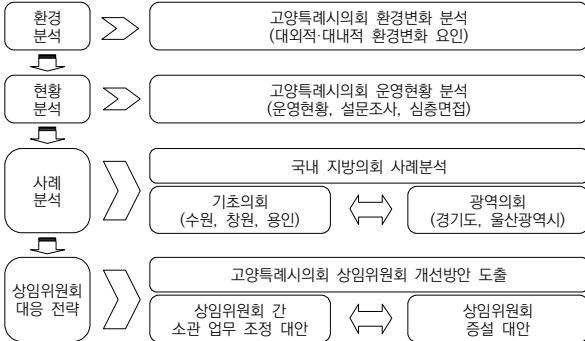 환경
분석
고양특례시의회 환경변화 분석
(대외적·대내적 환경변화 요인)
현황
분석
고양특례시의회 운영현황 분석
(운영현황, 설문조사, 심층면접)
사례
분석
국내 지방의회 사례분석
기초의회
(수원, 창원, 용인)
광역의회
(경기도, 울산광역시)
상임위원회
대응 전략
고양특례시의회 상임위원회 개선방안 도출
상임위원회 간
소관 업무 조정 대안
상임위원회
증설 대안